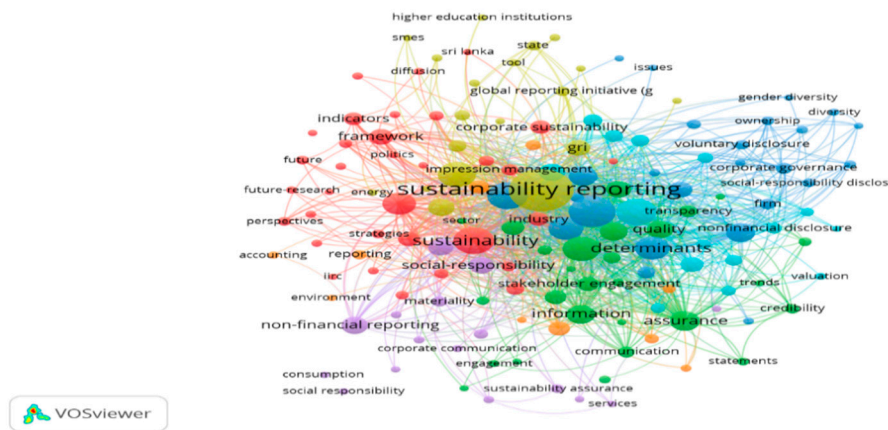 higher education institutions
smes
state
sri lanka
tool
diffusion
issues
global reporting initiative (g
gender diversity
diversity
indicators
corporate sustainability
ownership
framework
gri
voluntary disclosure
politics
future
impression management
corporate governance
future-research
energy
sustainability reporting
social-responsibility disclos
firm
perspectives
sector
industry
transparency
strategies
quality
nonfinancial disclosure
sustainability
determinants
accounting
reporting
social-responsibility
iirc
stakeholder engagement
trends
valuation
environment
materiality
information
credibility
non-financial reporting
assurance
corporate communication
communication
engagement
statements
consumption
social responsibility
sustainability assurance
services
VOSviewer